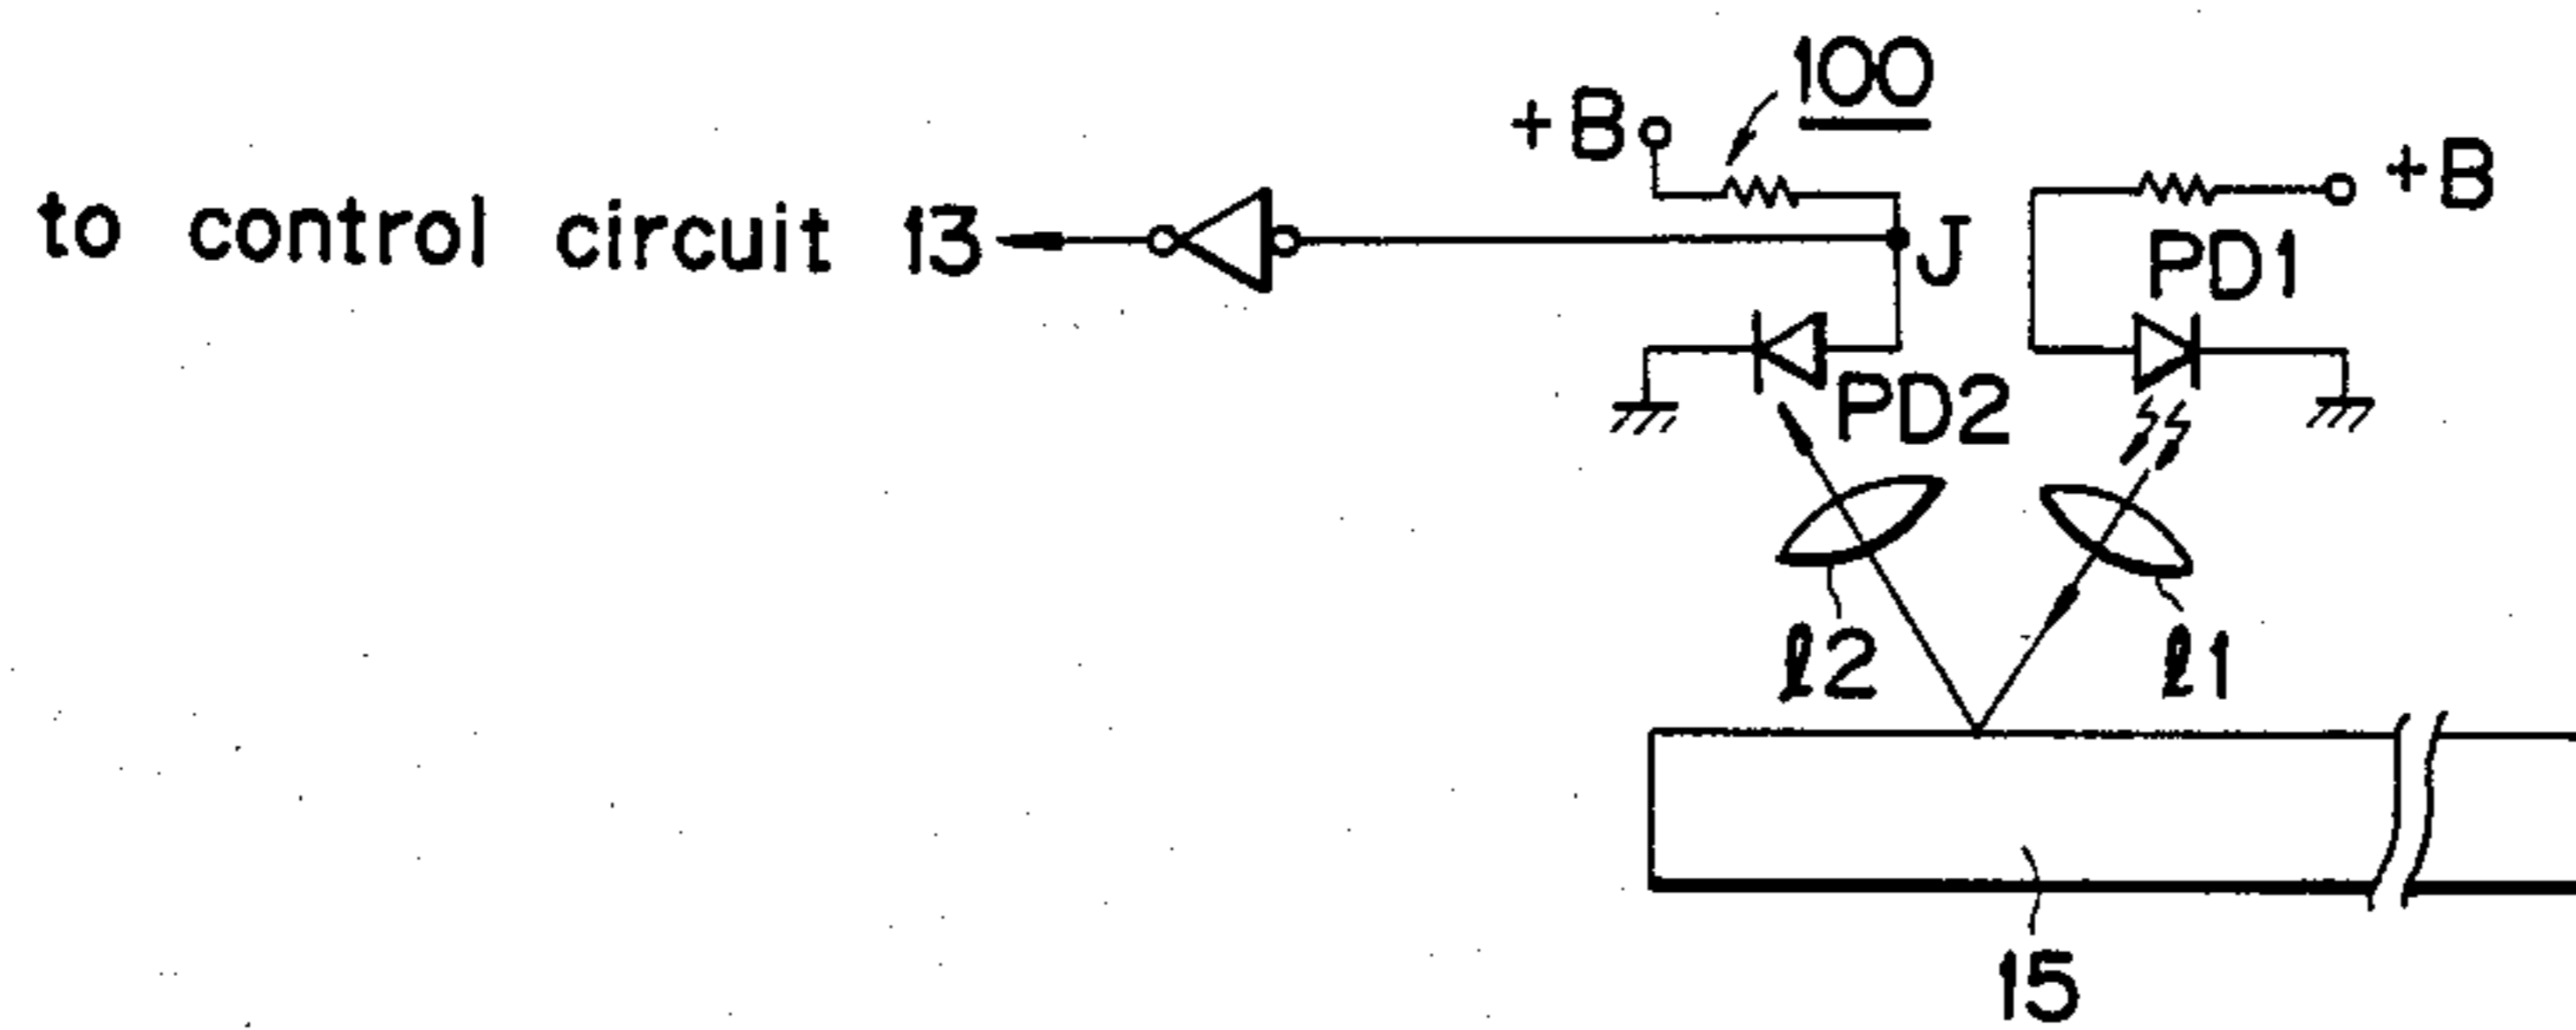 100
+B
+B
to control circuit 13
J
PD1
PD2
ℓ2
ℓ1
15